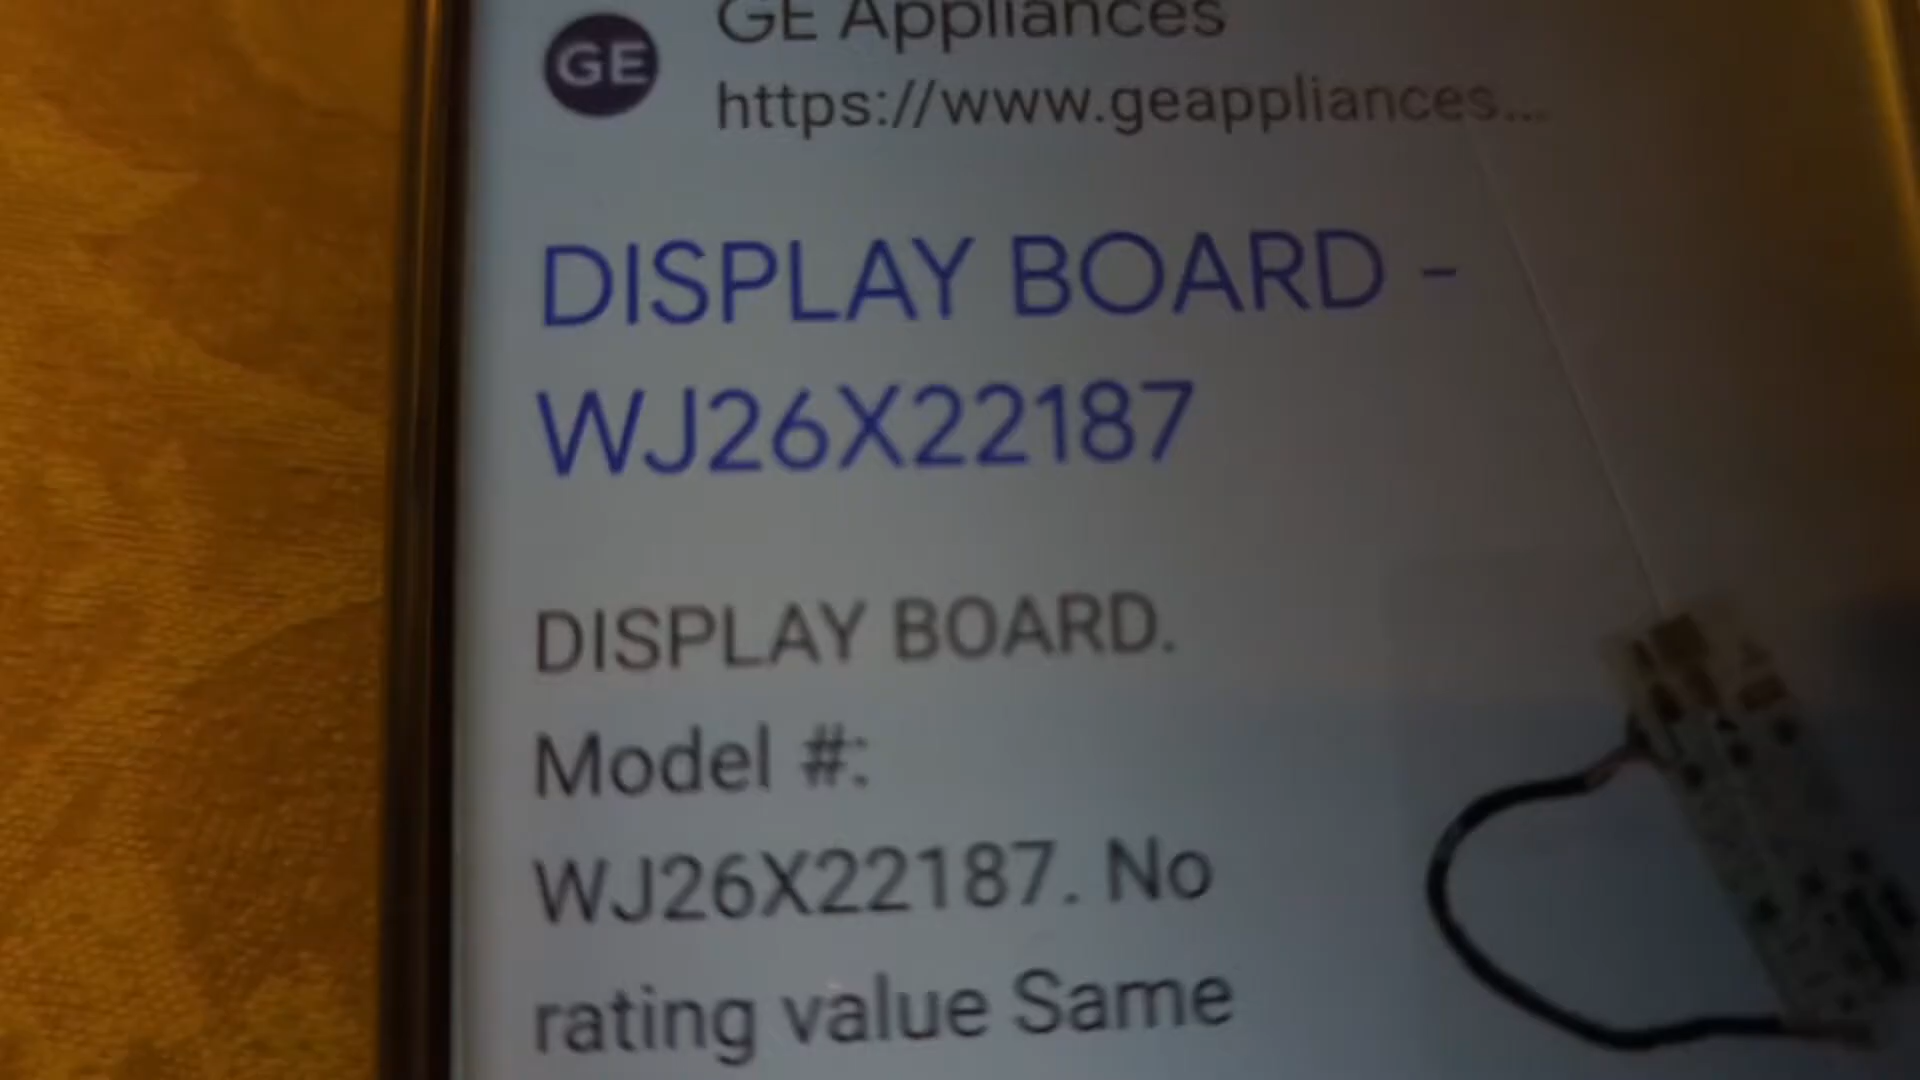 GE
GE Appliances
https://www.geappliances...
DISPLAY BOARD -
WJ26X22187
DISPLAY BOARD.
Model #:
WJ26X22187. No
rating value Same